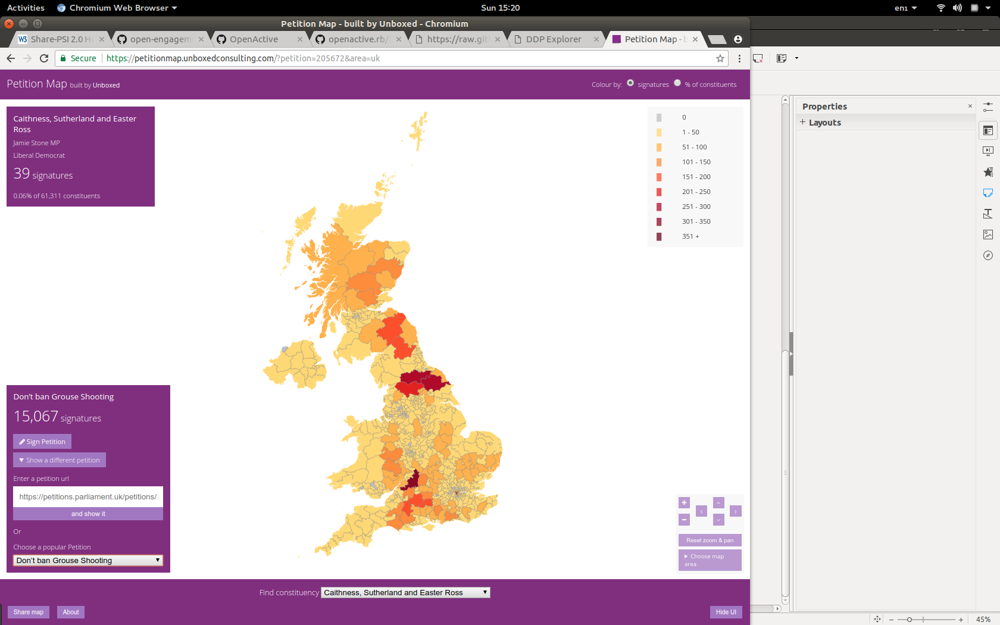 Activities
Chromium Web Browser
Sun 15:20
en1
Petition Map - built by Unboxed - Chromium
Share-PSI 2.0 H
open-engagem
OpenActive
openactive.rb/
https://raw.git
DDP Explorer
Petition Map - b
Secure
https://petitionmap.unboxedconsulting.com/?petition=205672&area=uk
Petition Map built by Unboxed
Colour by: signatures % of constituents
Caithness, Sutherland and Easter
Ross
Jamie Stone MP
Liberal Democrat
39 signatures
0.06% of 61,311 constituents
0
1 - 50
51 - 100
101 - 150
151 - 200
201 - 250
251 - 300
301 - 350
351 +
Properties
Layouts
Don't ban Grouse Shooting
15,067 signatures
Sign Petition
Show a different petition
Enter a petition url
https://petitions.parliament.uk/petitions/
and show it
Or
Choose a popular Petition
Don't ban Grouse Shooting
Reset zoom & pan
Choose map
area
Find constituency Caithness, Sutherland and Easter Ross
Share map
About
Hide UI
45%